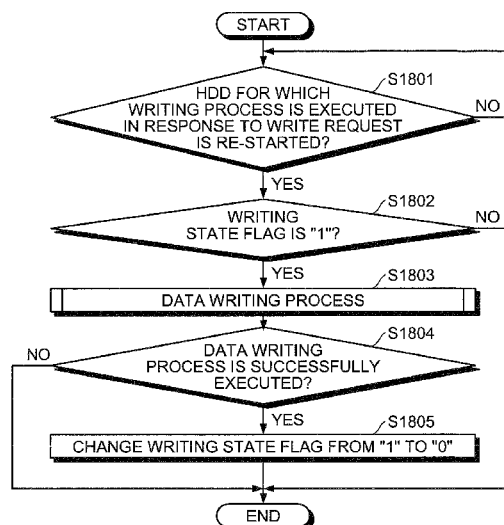 START
S1801
HDD FOR WHICH
WRITING PROCESS IS EXECUTED
IN RESPONSE TO WRITE REQUEST
IS RE-STARTED?
NO
YES
S1802
WRITING
STATE FLAG IS "1"?
NO
YES
S1803
DATA WRITING PROCESS
S1804
NO
DATA WRITING
PROCESS IS SUCCESSFULLY
EXECUTED?
YES
S1805
CHANGE WRITING STATE FLAG FROM "1" TO "0"
END